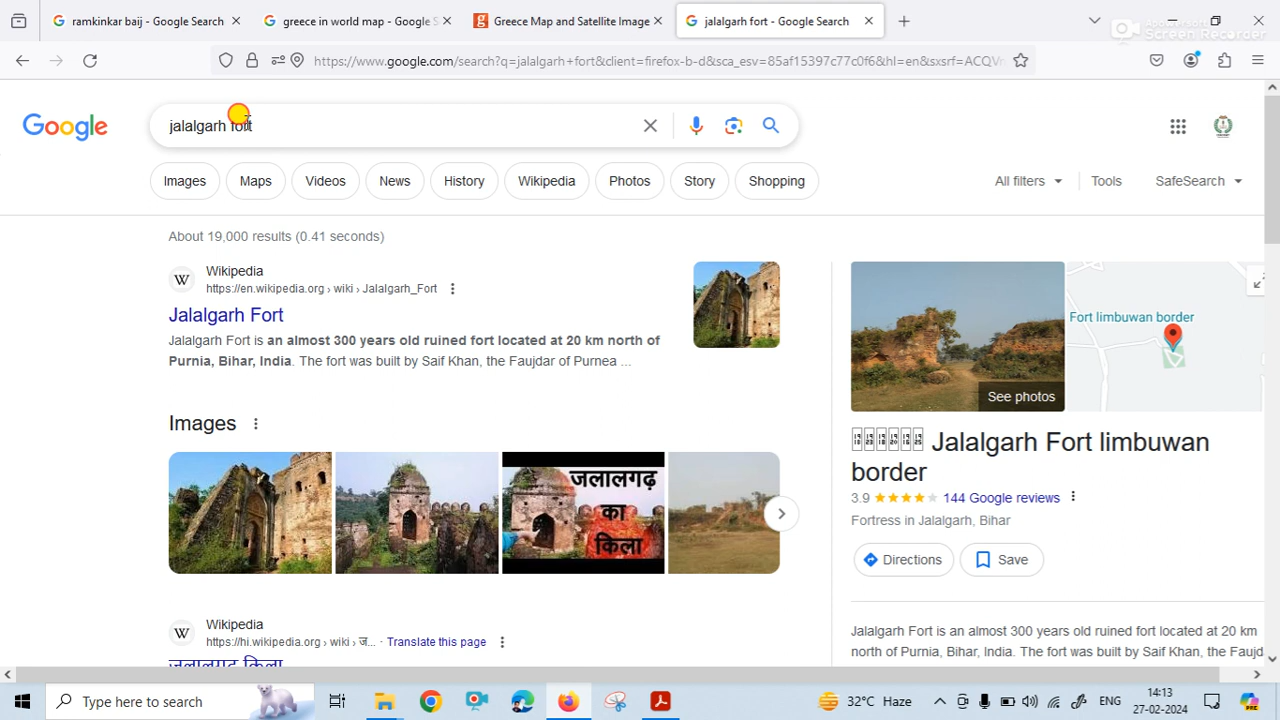 ramkinkar baij - Google Search
greece in world map - Google S
Greece Map and Satellite Image
jalalgarh fort - Google Search
Screen Recorder
https://www.google.com/search?q=jalalgarh+fort&client=firefox-b-d&sca_esv=85af15397c77c0f6&hl=en&sxsrf=ACQV
Google
jalalgarh fort
Images
Maps
Videos
News
History
Wikipedia
Photos
Story
Shopping
All filters
Tools
SafeSearch
About 19,000 results (0.41 seconds)
W
Wikipedia
https://en.wikipedia.org › wiki › Jalalgarh_Fort
Jalalgarh Fort
Jalalgarh Fort is an almost 300 years old ruined fort located at 20 km north of
Purnia, Bihar, India. The fort was built by Saif Khan, the Faujdar of Purnea ...
Images
जलालगढ़
का
किला
W
Wikipedia
https://hi.wikipedia.org › wiki › ज... · Translate this page
जलालगढ़ किला
See photos
Fort limbuwan border
Jalalgarh Fort limbuwan
border
3.9
144 Google reviews
Fortress in Jalalgarh, Bihar
Directions
Save
Jalalgarh Fort is an almost 300 years old ruined fort located at 20 km
north of Purnia, Bihar, India. The fort was built by Saif Khan, the Faujd
Type here to search
32°C Haze
ENG
14:13
27-02-2024